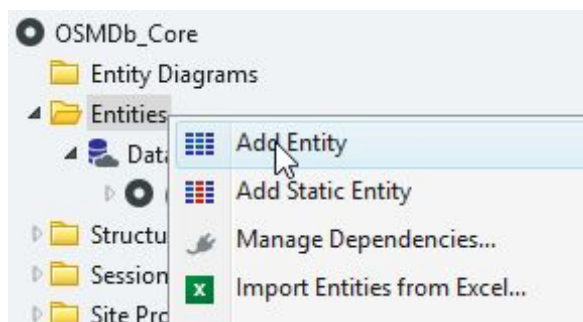 OSMDb_Core
Entity Diagrams
Entities
Add Entity
Add Static Entity
Manage Dependencies...
Import Entities from Excel...